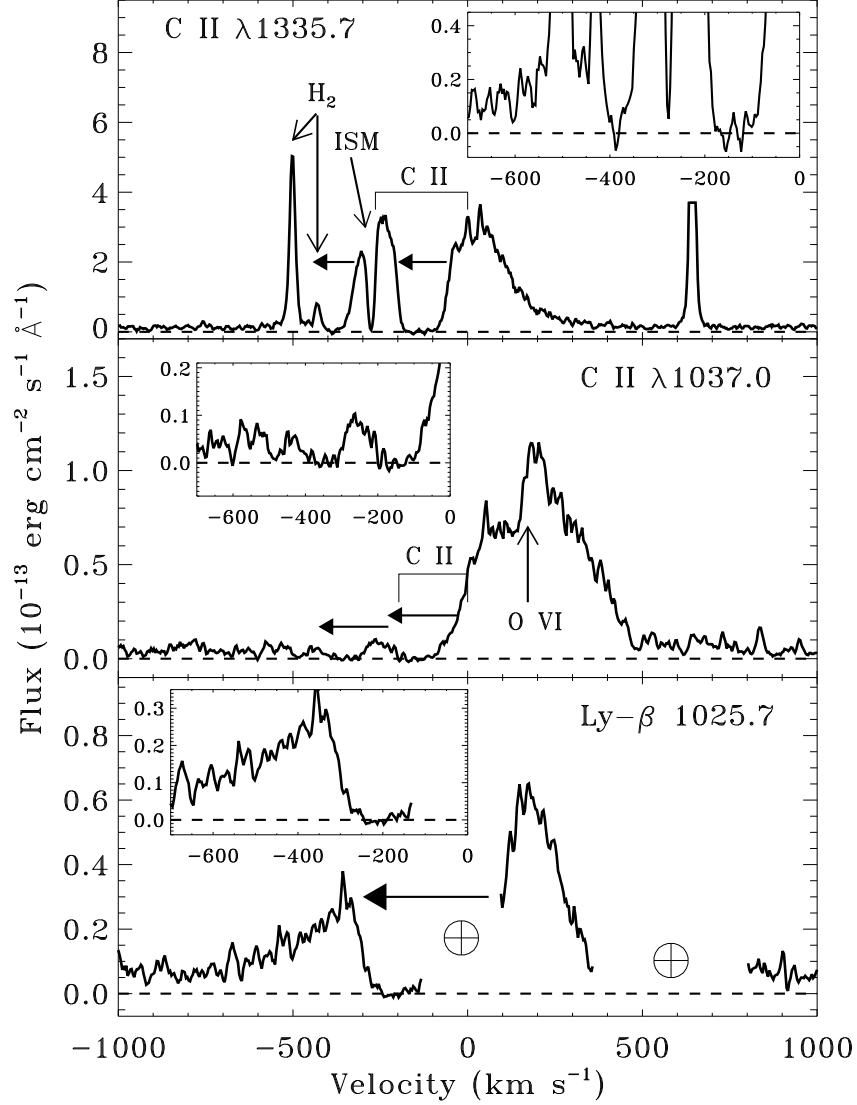 C II λ1335.7
8
6
4
2
0
H₂
ISM
C II
0.4
0.2
0.0
−600 −400 −200 0
C II λ1037.0
1.5
1.0
0.5
0.0
0.2
0.1
0.0
−600 −400 −200 0
C II
O VI
Ly−β 1025.7
0.8
0.6
0.4
0.2
0.0
0.3
0.2
0.1
0.0
−600 −400 −200 0
−1000 −500 0 500 1000
Velocity (km s⁻¹)
Flux (10⁻¹³ erg cm⁻² s⁻¹ Å⁻¹)